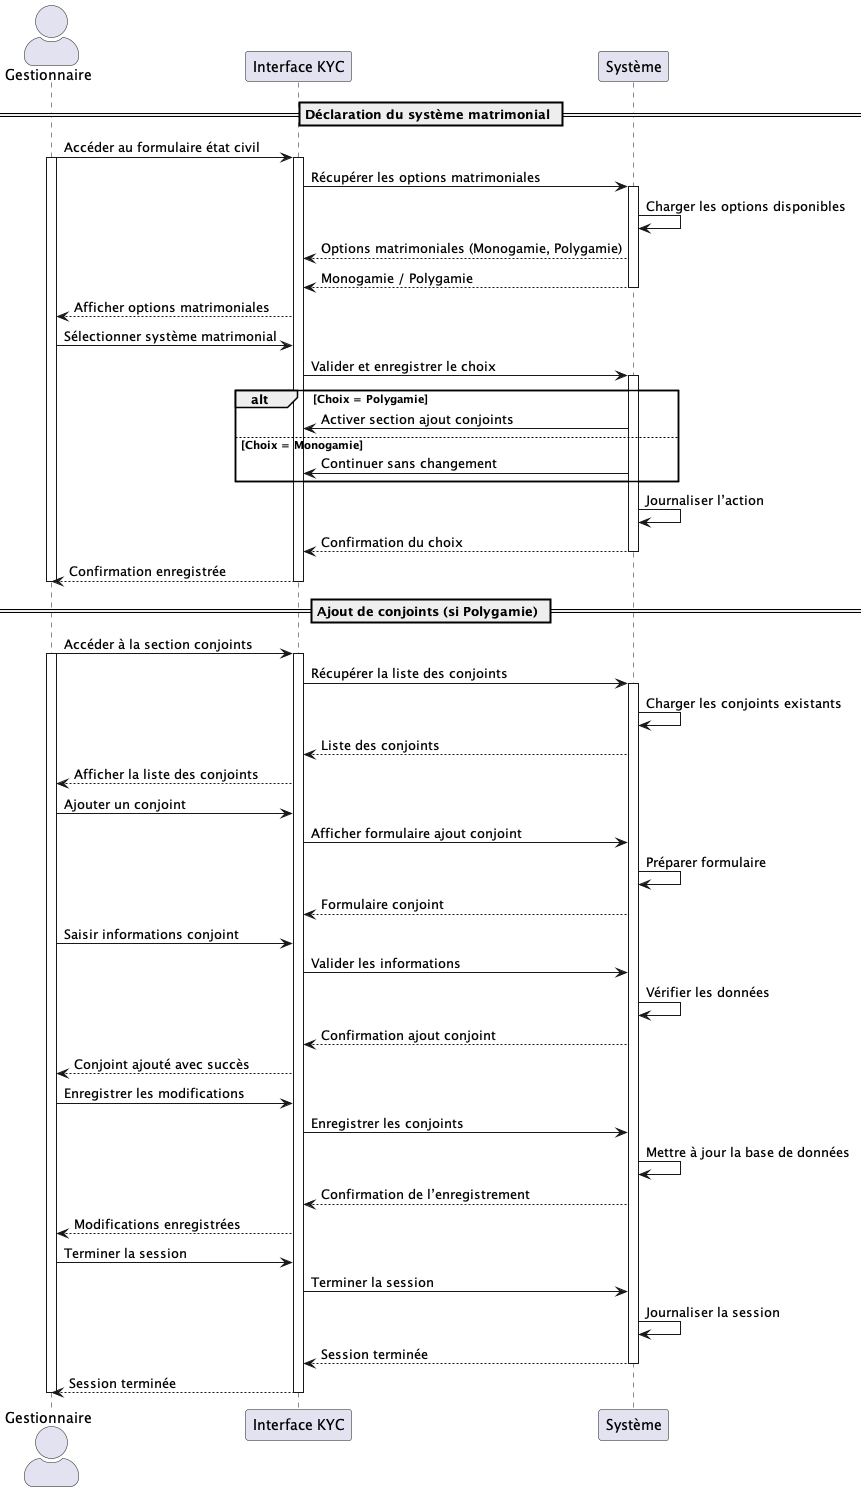 Gestionnaire
Interface KYC
Système
Déclaration du système matrimonial
Accéder au formulaire état civil
Récupérer les options matrimoniales
Charger les options disponibles
Options matrimoniales (Monogamie, Polygamie)
Monogamie / Polygamie
Afficher options matrimoniales
Sélectionner système matrimonial
Valider et enregistrer le choix
alt
[Choix = Polygamie]
Activer section ajout conjoints
[Choix = Monogamie]
Continuer sans changement
Journaliser l’action
Confirmation du choix
Confirmation enregistrée
Ajout de conjoints (si Polygamie)
Accéder à la section conjoints
Récupérer la liste des conjoints
Charger les conjoints existants
Liste des conjoints
Afficher la liste des conjoints
Ajouter un conjoint
Afficher formulaire ajout conjoint
Préparer formulaire
Formulaire conjoint
Saisir informations conjoint
Valider les informations
Vérifier les données
Confirmation ajout conjoint
Conjoint ajouté avec succès
Enregistrer les modifications
Enregistrer les conjoints
Mettre à jour la base de données
Confirmation de l’enregistrement
Modifications enregistrées
Terminer la session
Terminer la session
Journaliser la session
Session terminée
Session terminée
Gestionnaire
Interface KYC
Système